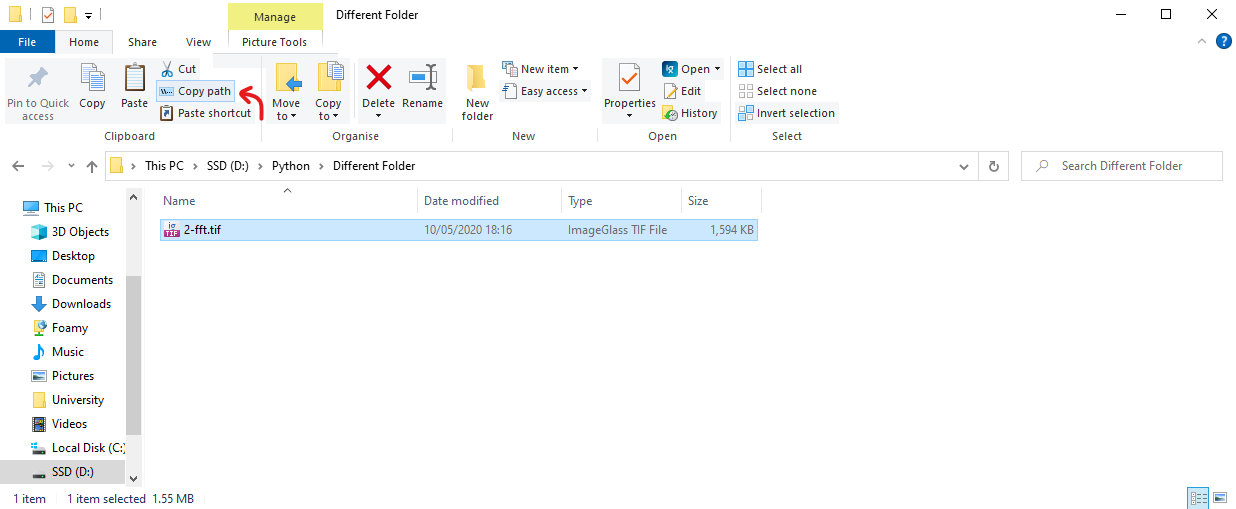 Manage
Different Folder
File
Home
Share
View
Picture Tools
Pin to Quick
access
Copy
Paste
Cut
Copy path
Paste shortcut
Clipboard
Move
to
Copy
to
Delete
Rename
Organise
New
folder
New item
Easy access
New
Properties
Open
Edit
History
Open
Select all
Select none
Invert selection
Select
This PC > SSD (D:) > Python > Different Folder
Search Different Folder
Name
Date modified
Type
Size
2-fft.tif
10/05/2020 18:16
ImageGlass TIF File
1,594 KB
This PC
3D Objects
Desktop
Documents
Downloads
Foamy
Music
Pictures
University
Videos
Local Disk (C:)
SSD (D:)
1 item
1 item selected 1.55 MB